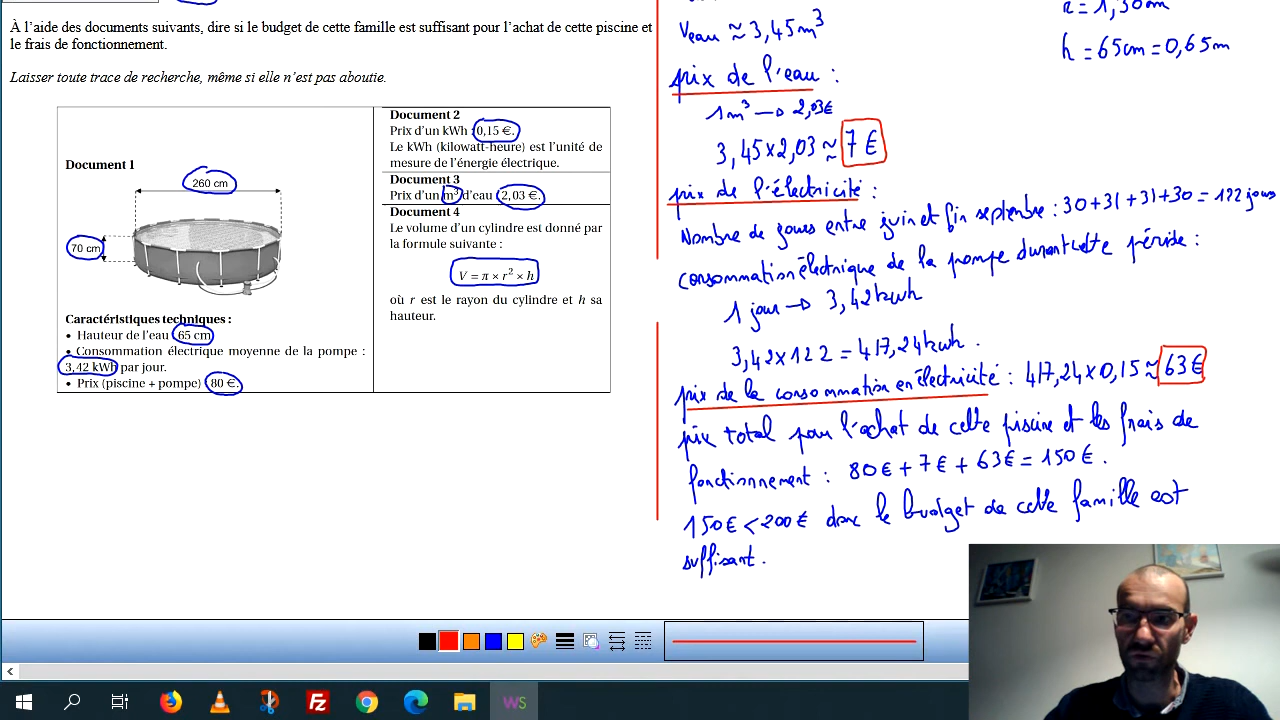 À l'aide des documents suivants, dire si le budget de cette famille est suffisant pour l'achat de cette piscine et
le frais de fonctionnement.
Laisser toute trace de recherche, même si elle n'est pas aboutie.
Document 1
260 cm
70 cm
Caractéristiques techniques :
• Hauteur de l'eau 65 cm
• Consommation électrique moyenne de la pompe :
3,42 kWh par jour.
• Prix (piscine + pompe) 80 €.
Document 2
Prix d'un kWh : 0,15 €.
Le kWh (kilowatt-heure) est l'unité de
mesure de l'énergie électrique.
Document 3
Prix d'un m³ d'eau 2,03 €.
Document 4
Le volume d'un cylindre est donné par
la formule suivante :
V = π × r² × h
où r est le rayon du cylindre et h sa
hauteur.
r = 1,30m
h = 65cm = 0,65m
Veau ≈ 3,45m³
prix de l'eau :
1m³ → 2,03€
3,45×2,03 ≈ 7€
prix de l'électricité :
Nombre de jours entre juin et fin septembre : 30+31+31+30 = 122 jours
consommation électrique de la pompe durant cette période :
1 jour → 3,42kwh
3,42×122 = 417,24kwh.
prix de la consommation en électricité : 417,24×0,15 ≈ 63€
prix total pour l'achat de cette piscine et les frais de
fonctionnement : 80€+7€+63€=150€.
150€<200€ donc le budget de cette famille est
suffisant.
WS